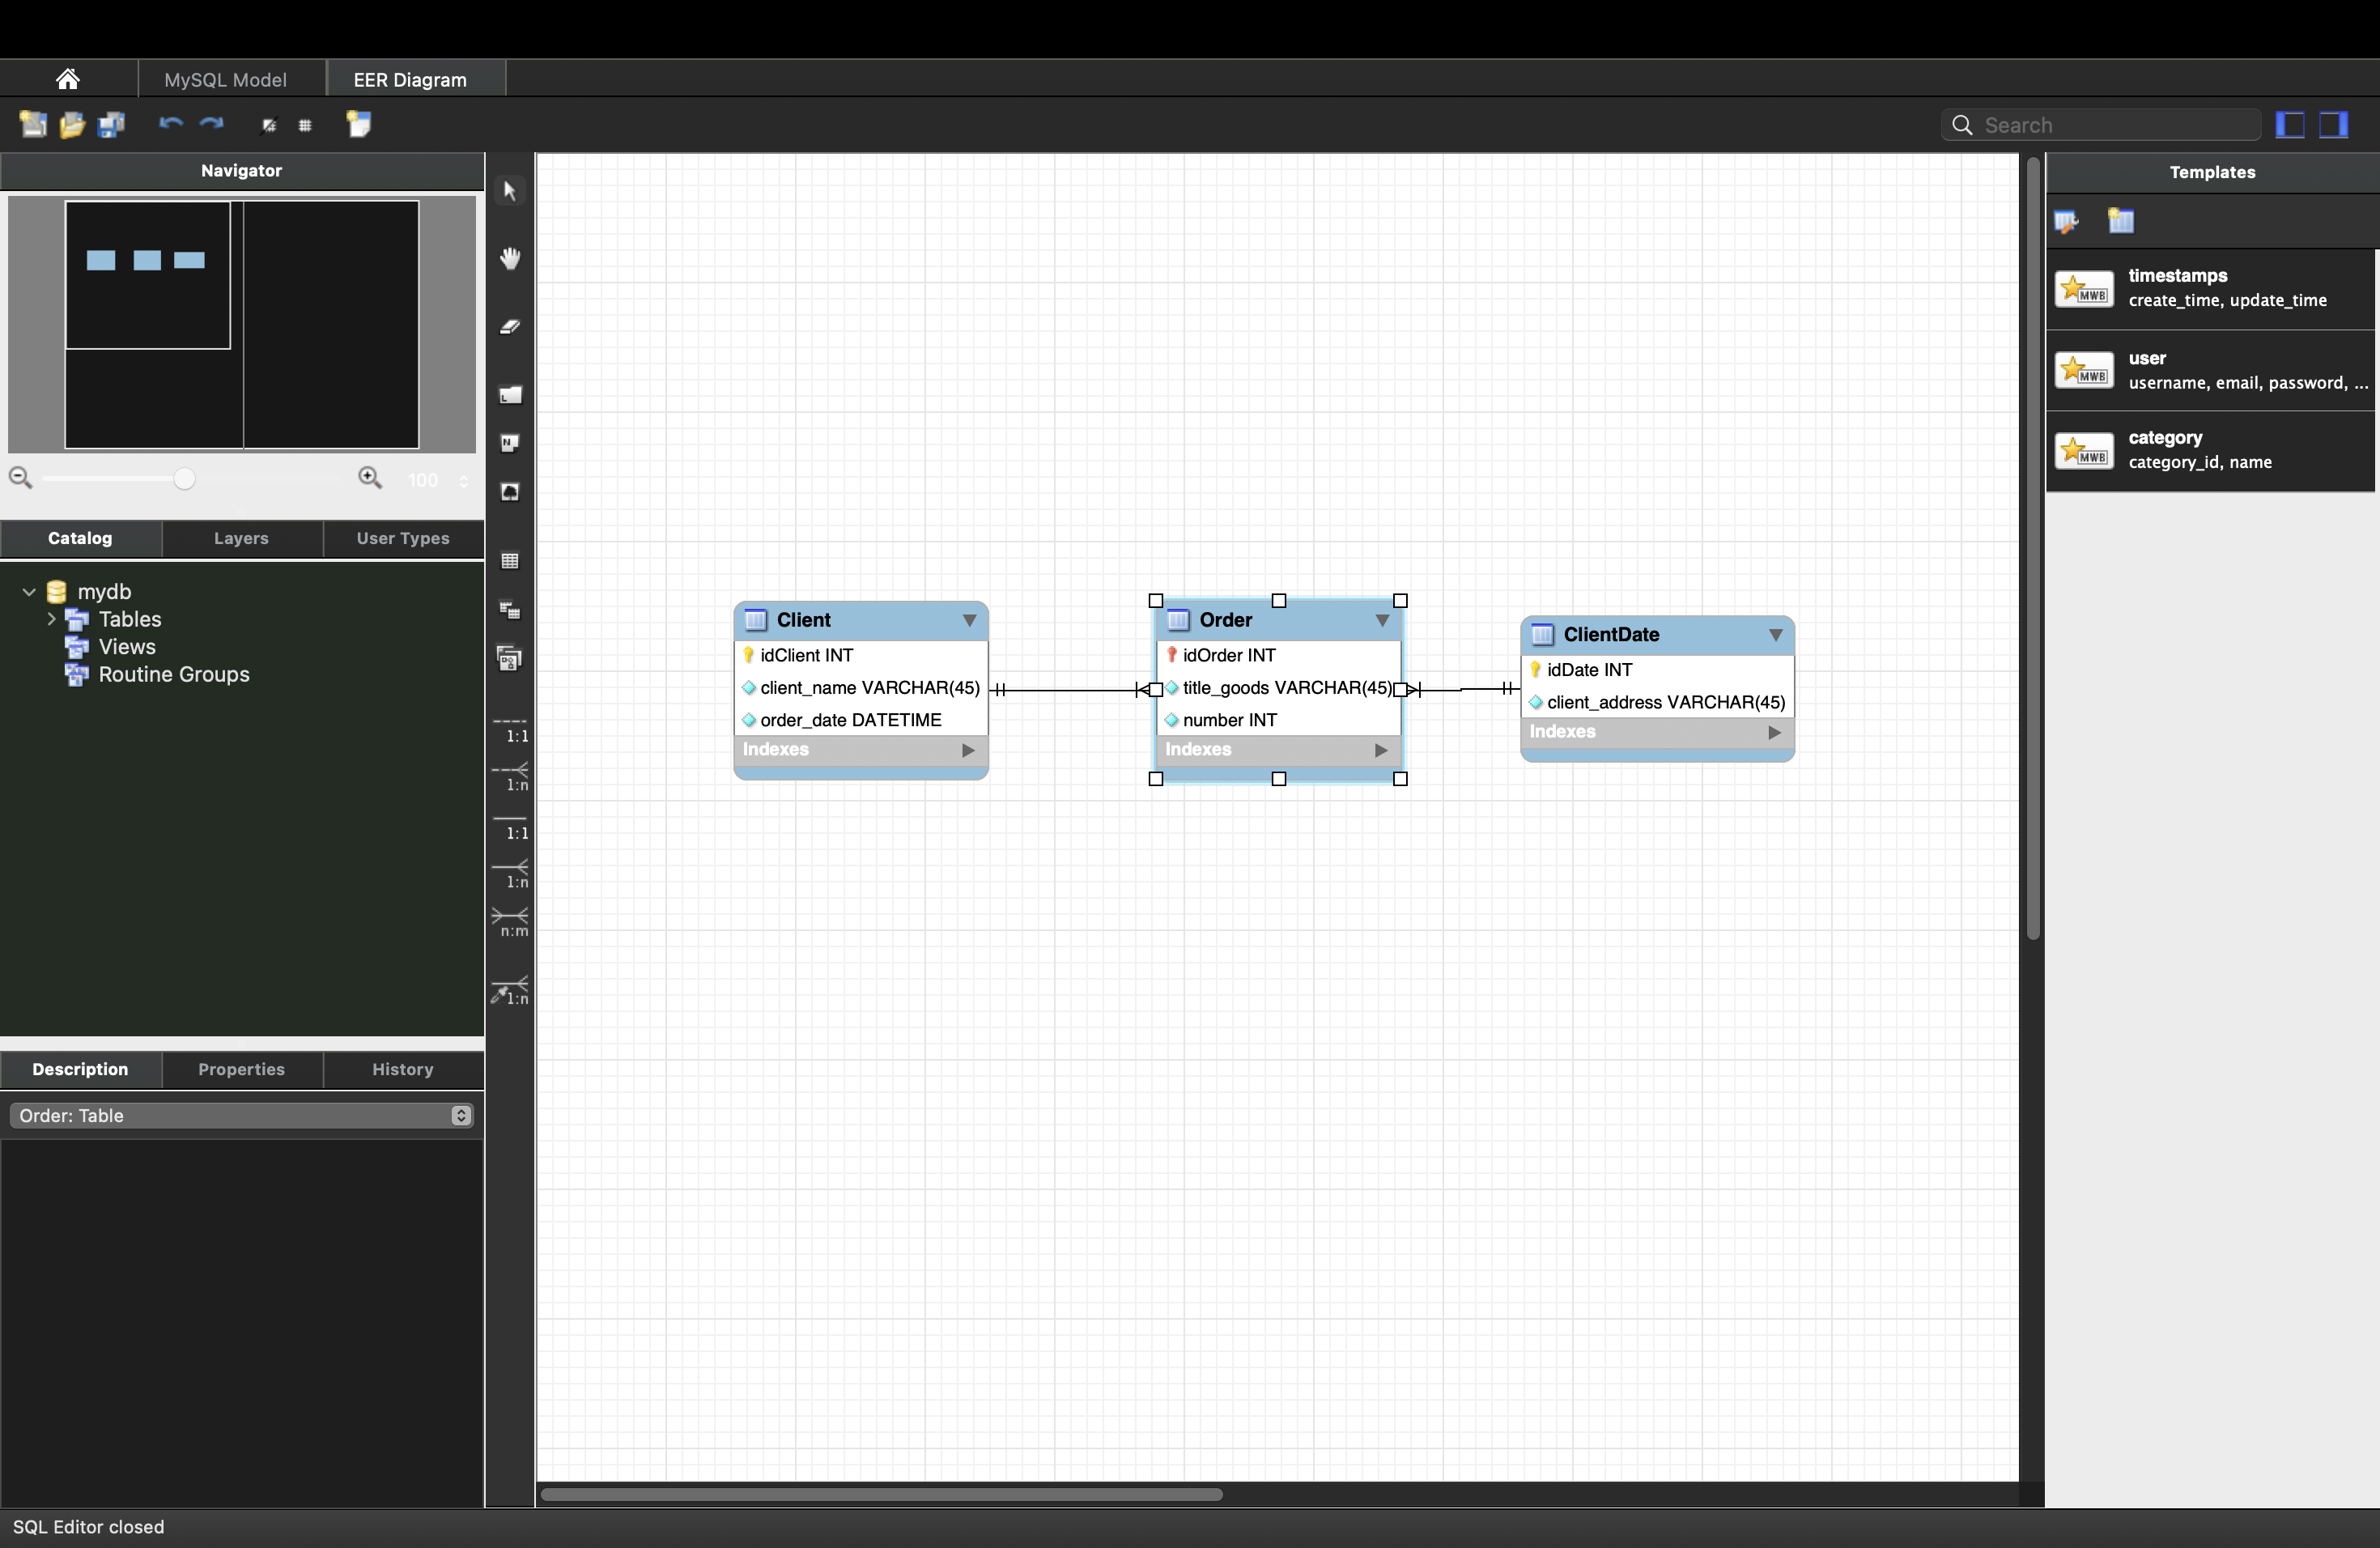 MySQL Model
EER Diagram
Search
Navigator
100
Catalog
Layers
User Types
mydb
Tables
Views
Routine Groups
Description
Properties
History
Order: Table
SQL Editor closed
L
N
1:1
1:n
1:1
1:n
n:m
1:n
Client
idClient INT
client_name VARCHAR(45)
order_date DATETIME
Indexes
Order
idOrder INT
title_goods VARCHAR(45)
number INT
Indexes
ClientDate
idDate INT
client_address VARCHAR(45)
Indexes
Templates
MWB
timestamps
create_time, update_time
MWB
user
username, email, password, ...
MWB
category
category_id, name